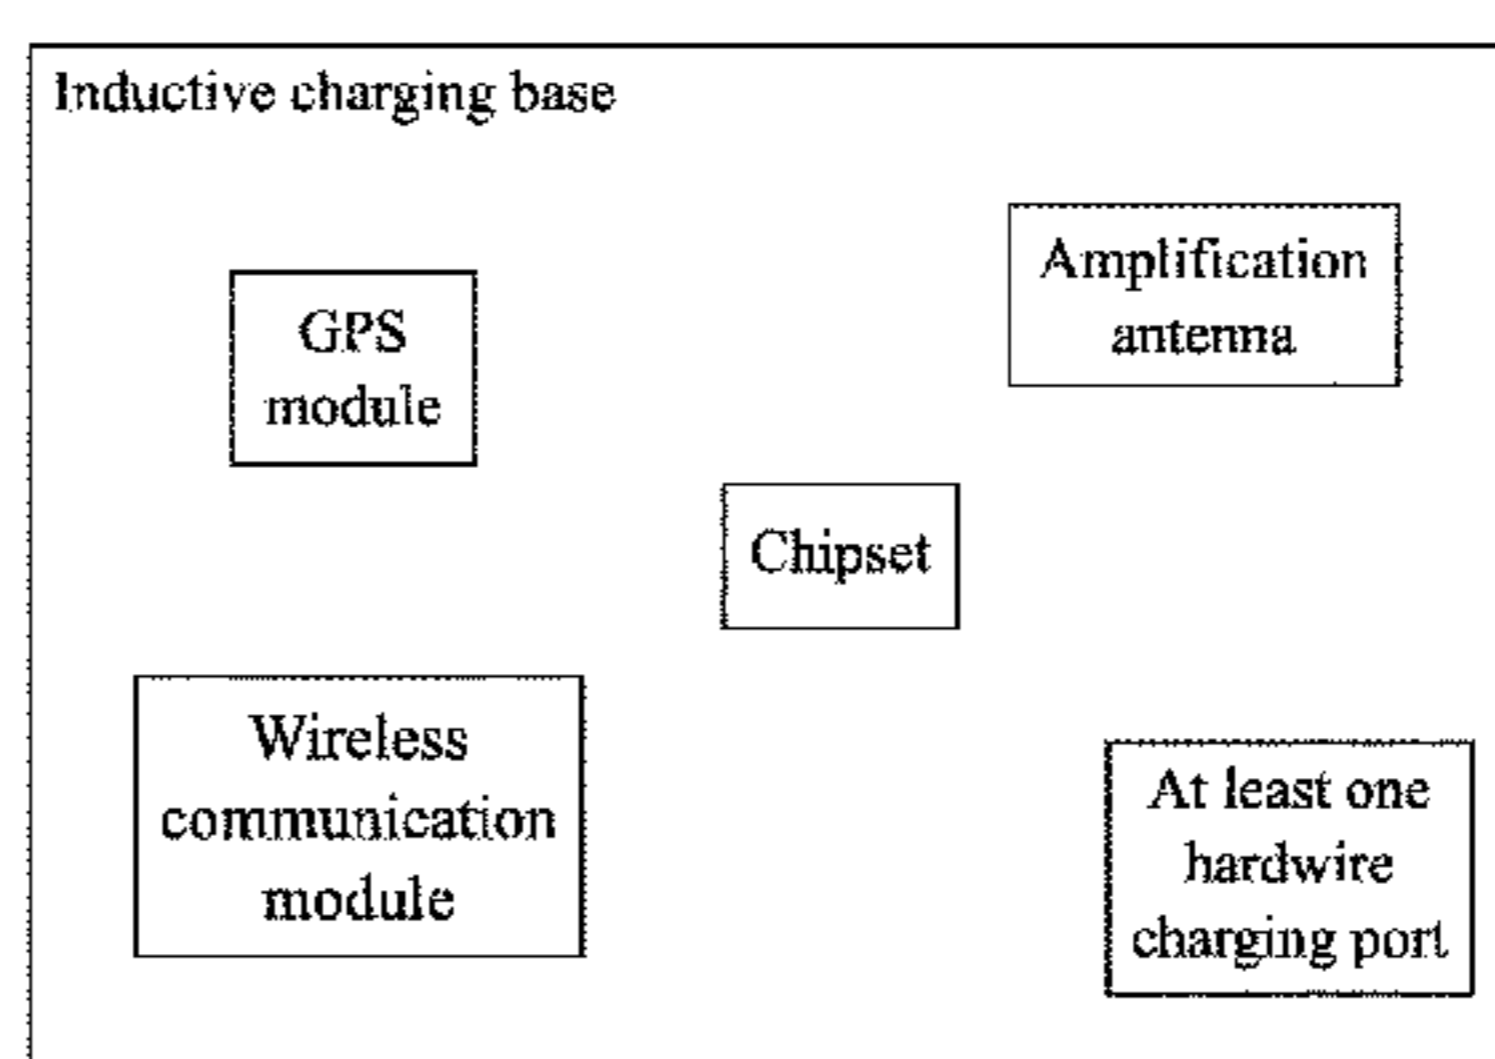 Inductive charging base
Amplification
antenna
GPS
module
Chipset
Wireless
communication
module
At least one
hardwire
charging port